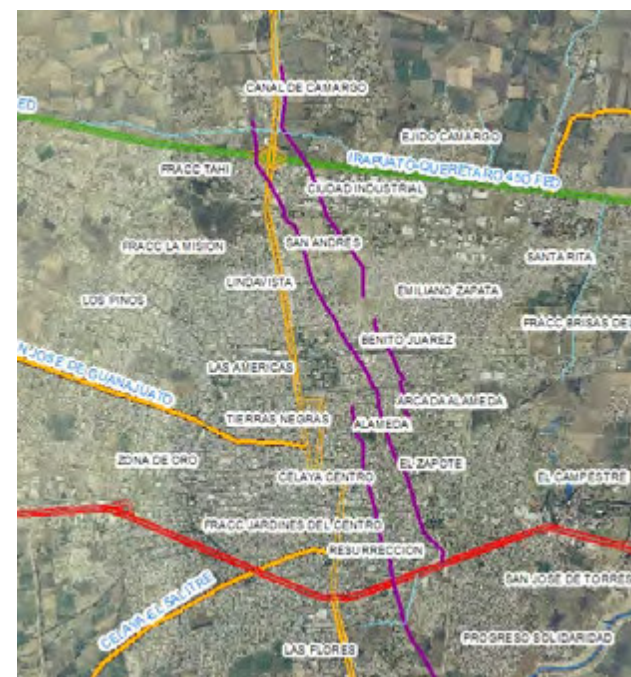 CANAL DE CAMARGO
ED
EJIDO CAMARGO
FRACC TAHI
IRAPUATO-QUERETARO 45D FED
CIUDAD INDUSTRIAL
SAN ANDRES
FRACC LA MISION
SANTA RITA
LINDAVISTA
EMILIANO ZAPATA
LOS PINOS
FRACC BRISAS DE
BENITO JUAREZ
N JOSE DE GUANAJUATO
LAS AMERICAS
ARCADA ALAMEDA
TIERRAS NEGRAS
ALAMEDA
ZONA DE ORO
EL ZAPOTE
CELAYA CENTRO
EL CAMPESTRE
FRACC JARDINES DEL CENTRO
RESURRECCION
SAN JOSE DE TORRES
CELAYA-EL SALITRE
PROGRESO SOLIDARIDAD
LAS FLORES